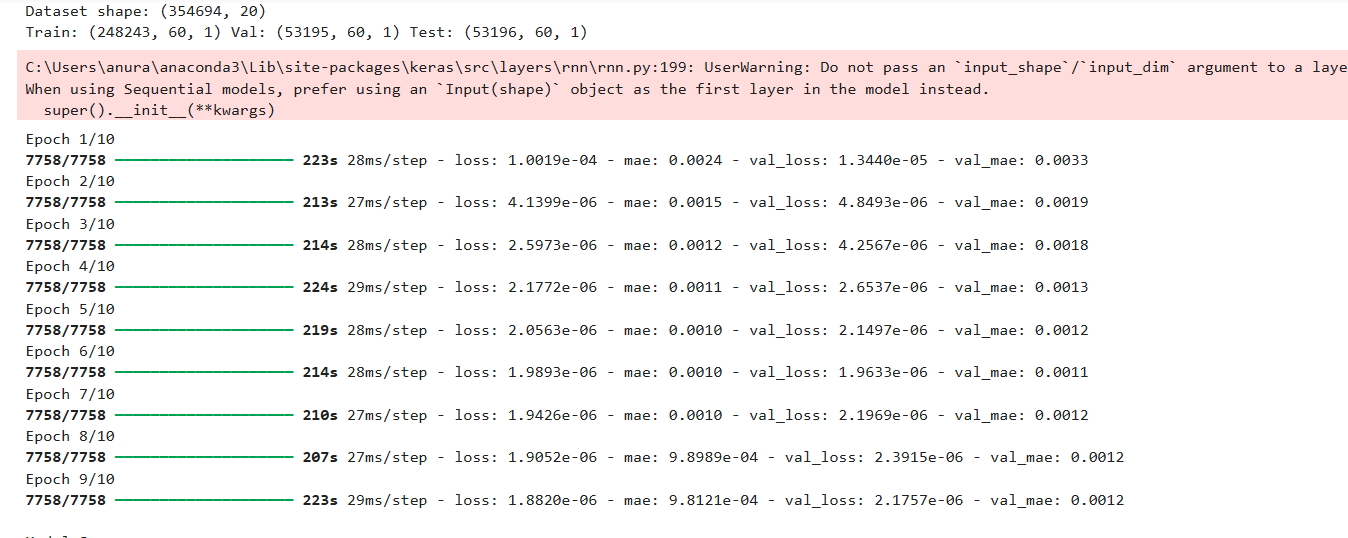 Dataset shape: (354694, 20)
Train: (248243, 60, 1) Val: (53195, 60, 1) Test: (53196, 60, 1)
C:\Users\anura\anaconda3\Lib\site-packages\keras\src\layers\rnn\rnn.py:199: UserWarning: Do not pass an `input_shape`/`input_dim` argument to a laye
When using Sequential models, prefer using an `Input(shape)` object as the first layer in the model instead.
  super().__init__(**kwargs)
Epoch 1/10
7758/7758 ━━━━━━━━━━━━━━━━━━━━ 223s 28ms/step - loss: 1.0019e-04 - mae: 0.0024 - val_loss: 1.3440e-05 - val_mae: 0.0033
Epoch 2/10
7758/7758 ━━━━━━━━━━━━━━━━━━━━ 213s 27ms/step - loss: 4.1399e-06 - mae: 0.0015 - val_loss: 4.8493e-06 - val_mae: 0.0019
Epoch 3/10
7758/7758 ━━━━━━━━━━━━━━━━━━━━ 214s 28ms/step - loss: 2.5973e-06 - mae: 0.0012 - val_loss: 4.2567e-06 - val_mae: 0.0018
Epoch 4/10
7758/7758 ━━━━━━━━━━━━━━━━━━━━ 224s 29ms/step - loss: 2.1772e-06 - mae: 0.0011 - val_loss: 2.6537e-06 - val_mae: 0.0013
Epoch 5/10
7758/7758 ━━━━━━━━━━━━━━━━━━━━ 219s 28ms/step - loss: 2.0563e-06 - mae: 0.0010 - val_loss: 2.1497e-06 - val_mae: 0.0012
Epoch 6/10
7758/7758 ━━━━━━━━━━━━━━━━━━━━ 214s 28ms/step - loss: 1.9893e-06 - mae: 0.0010 - val_loss: 1.9633e-06 - val_mae: 0.0011
Epoch 7/10
7758/7758 ━━━━━━━━━━━━━━━━━━━━ 210s 27ms/step - loss: 1.9426e-06 - mae: 0.0010 - val_loss: 2.1969e-06 - val_mae: 0.0012
Epoch 8/10
7758/7758 ━━━━━━━━━━━━━━━━━━━━ 207s 27ms/step - loss: 1.9052e-06 - mae: 9.8989e-04 - val_loss: 2.3915e-06 - val_mae: 0.0012
Epoch 9/10
7758/7758 ━━━━━━━━━━━━━━━━━━━━ 223s 29ms/step - loss: 1.8820e-06 - mae: 9.8121e-04 - val_loss: 2.1757e-06 - val_mae: 0.0012